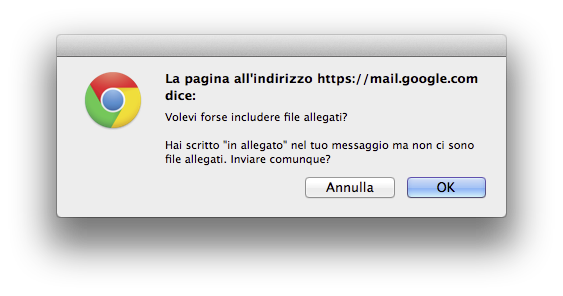 La pagina all'indirizzo https://mail.google.com
dice:
Volevi forse includere file allegati?
Hai scritto "in allegato" nel tuo messaggio ma non ci sono
file allegati. Inviare comunque?
Annulla
OK